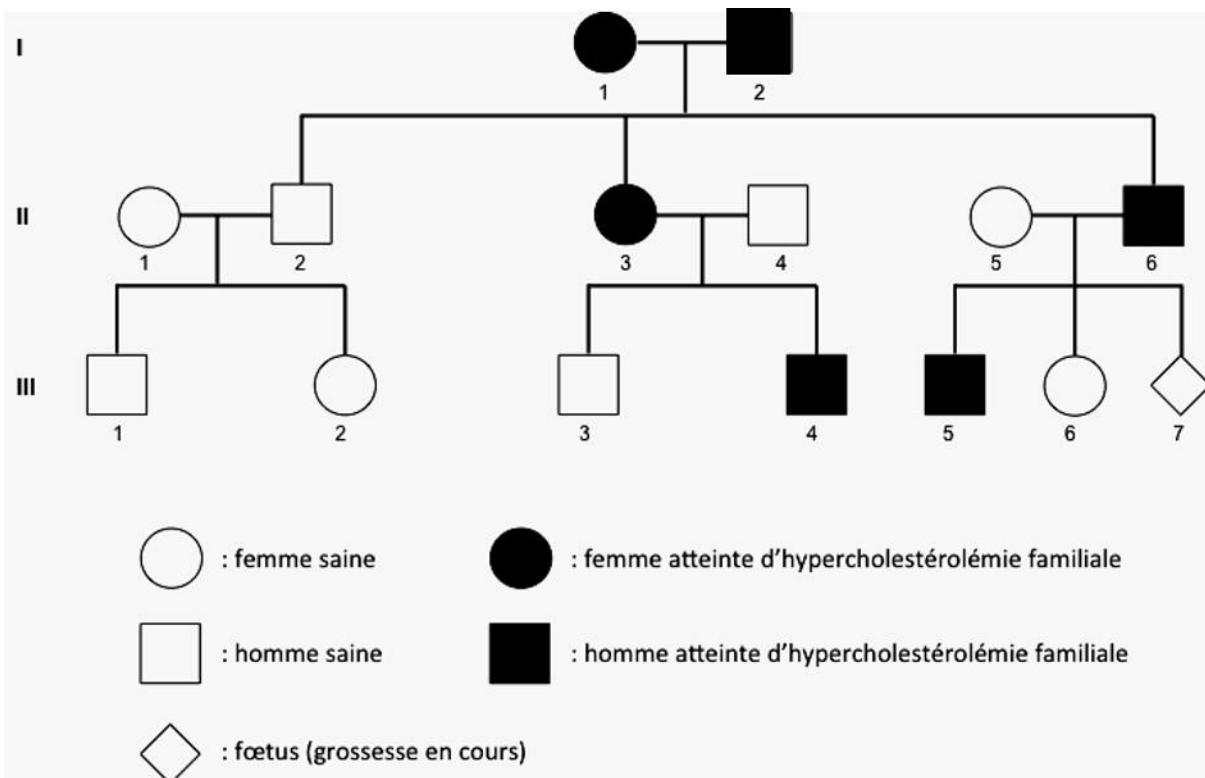 I
1 2
II
1 2 3 4 5 6
III
1 2 3 4 5 6 7
: femme saine : femme atteinte d’hypercholestérolémie familiale
: homme saine : homme atteinte d’hypercholestérolémie familiale
: fœtus (grossesse en cours)